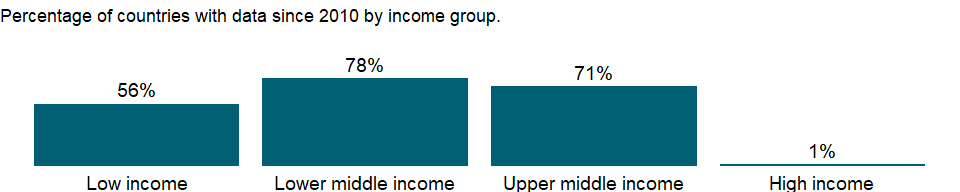 Percentage of countries with data since 2010 by income group.
78%
71%
56%
1%
Low income Lower middle income Upper middle income High income